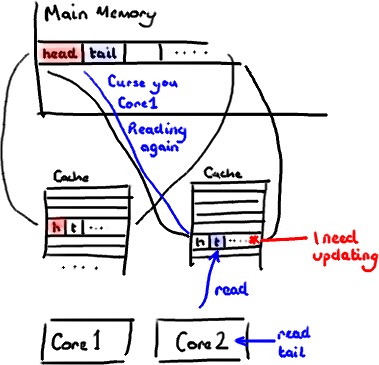 Main Memory
head tail ....
Curse you
Core1
Reading
again
Cache
Cache
h t ...
h t ... *
I need
updating
....
read
Core 1
Core 2
read
tail